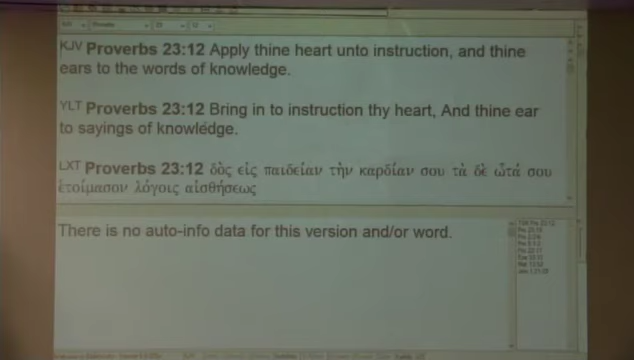 KJV Proverbs 23:12 Apply thine heart unto instruction, and thine
ears to the words of knowledge.
YLT Proverbs 23:12 Bring in to instruction thy heart, And thine ear
to sayings of knowledge.
LXT Proverbs 23:12 δὸς εἰς παιδείαν τὴν καρδίαν σου τὰ δὲ ὦτά σου
ἑτοίμασον λόγοις αἰσθήσεως
There is no auto-info data for this version and/or word.